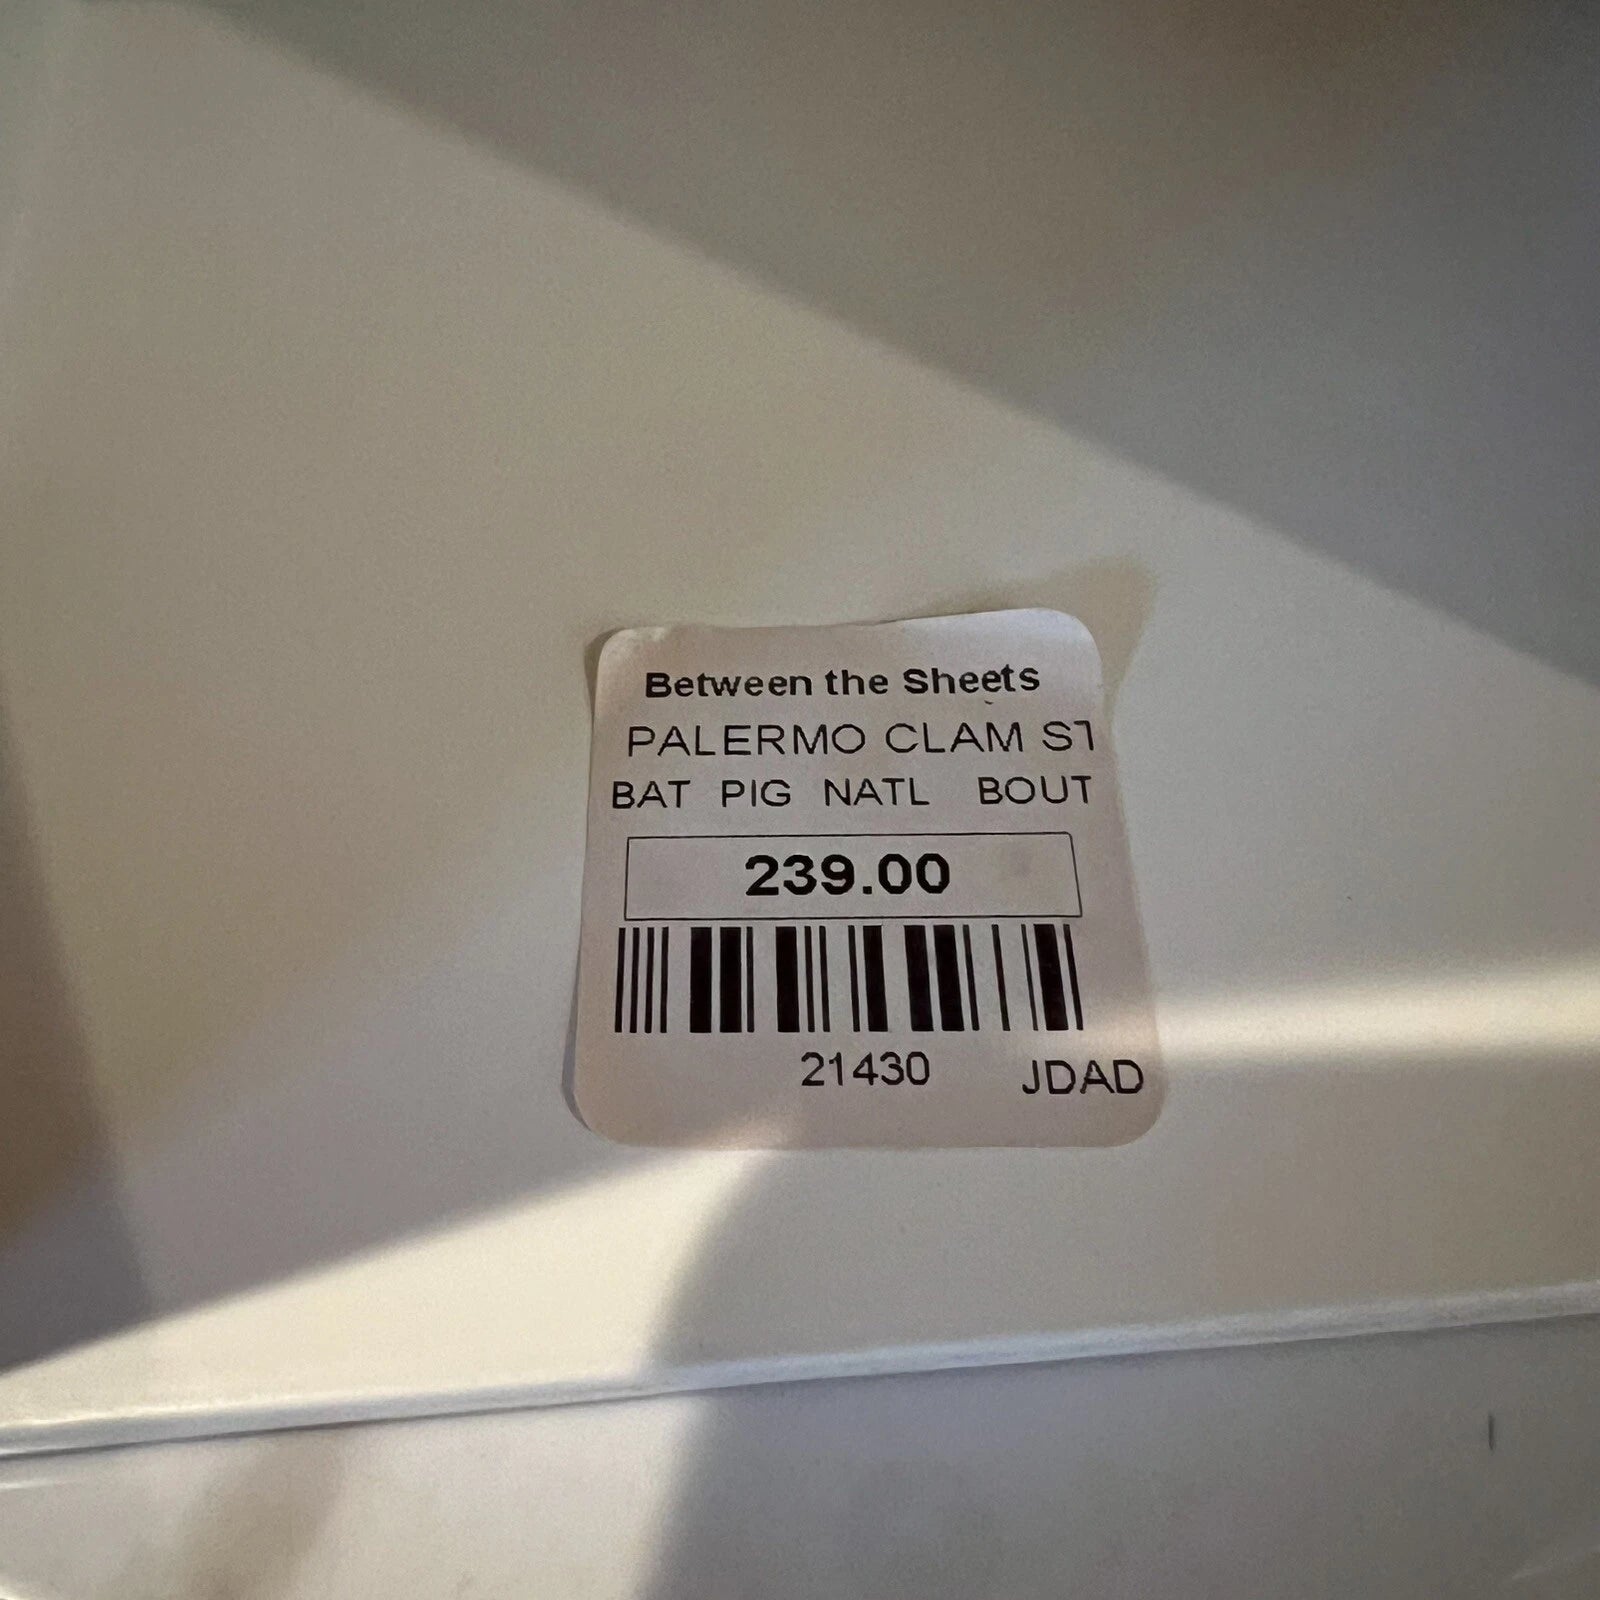 Between the Sheets
PALERMO CLAM ST
BAT PIG NATL BOUT
239.00
21430 JDAD